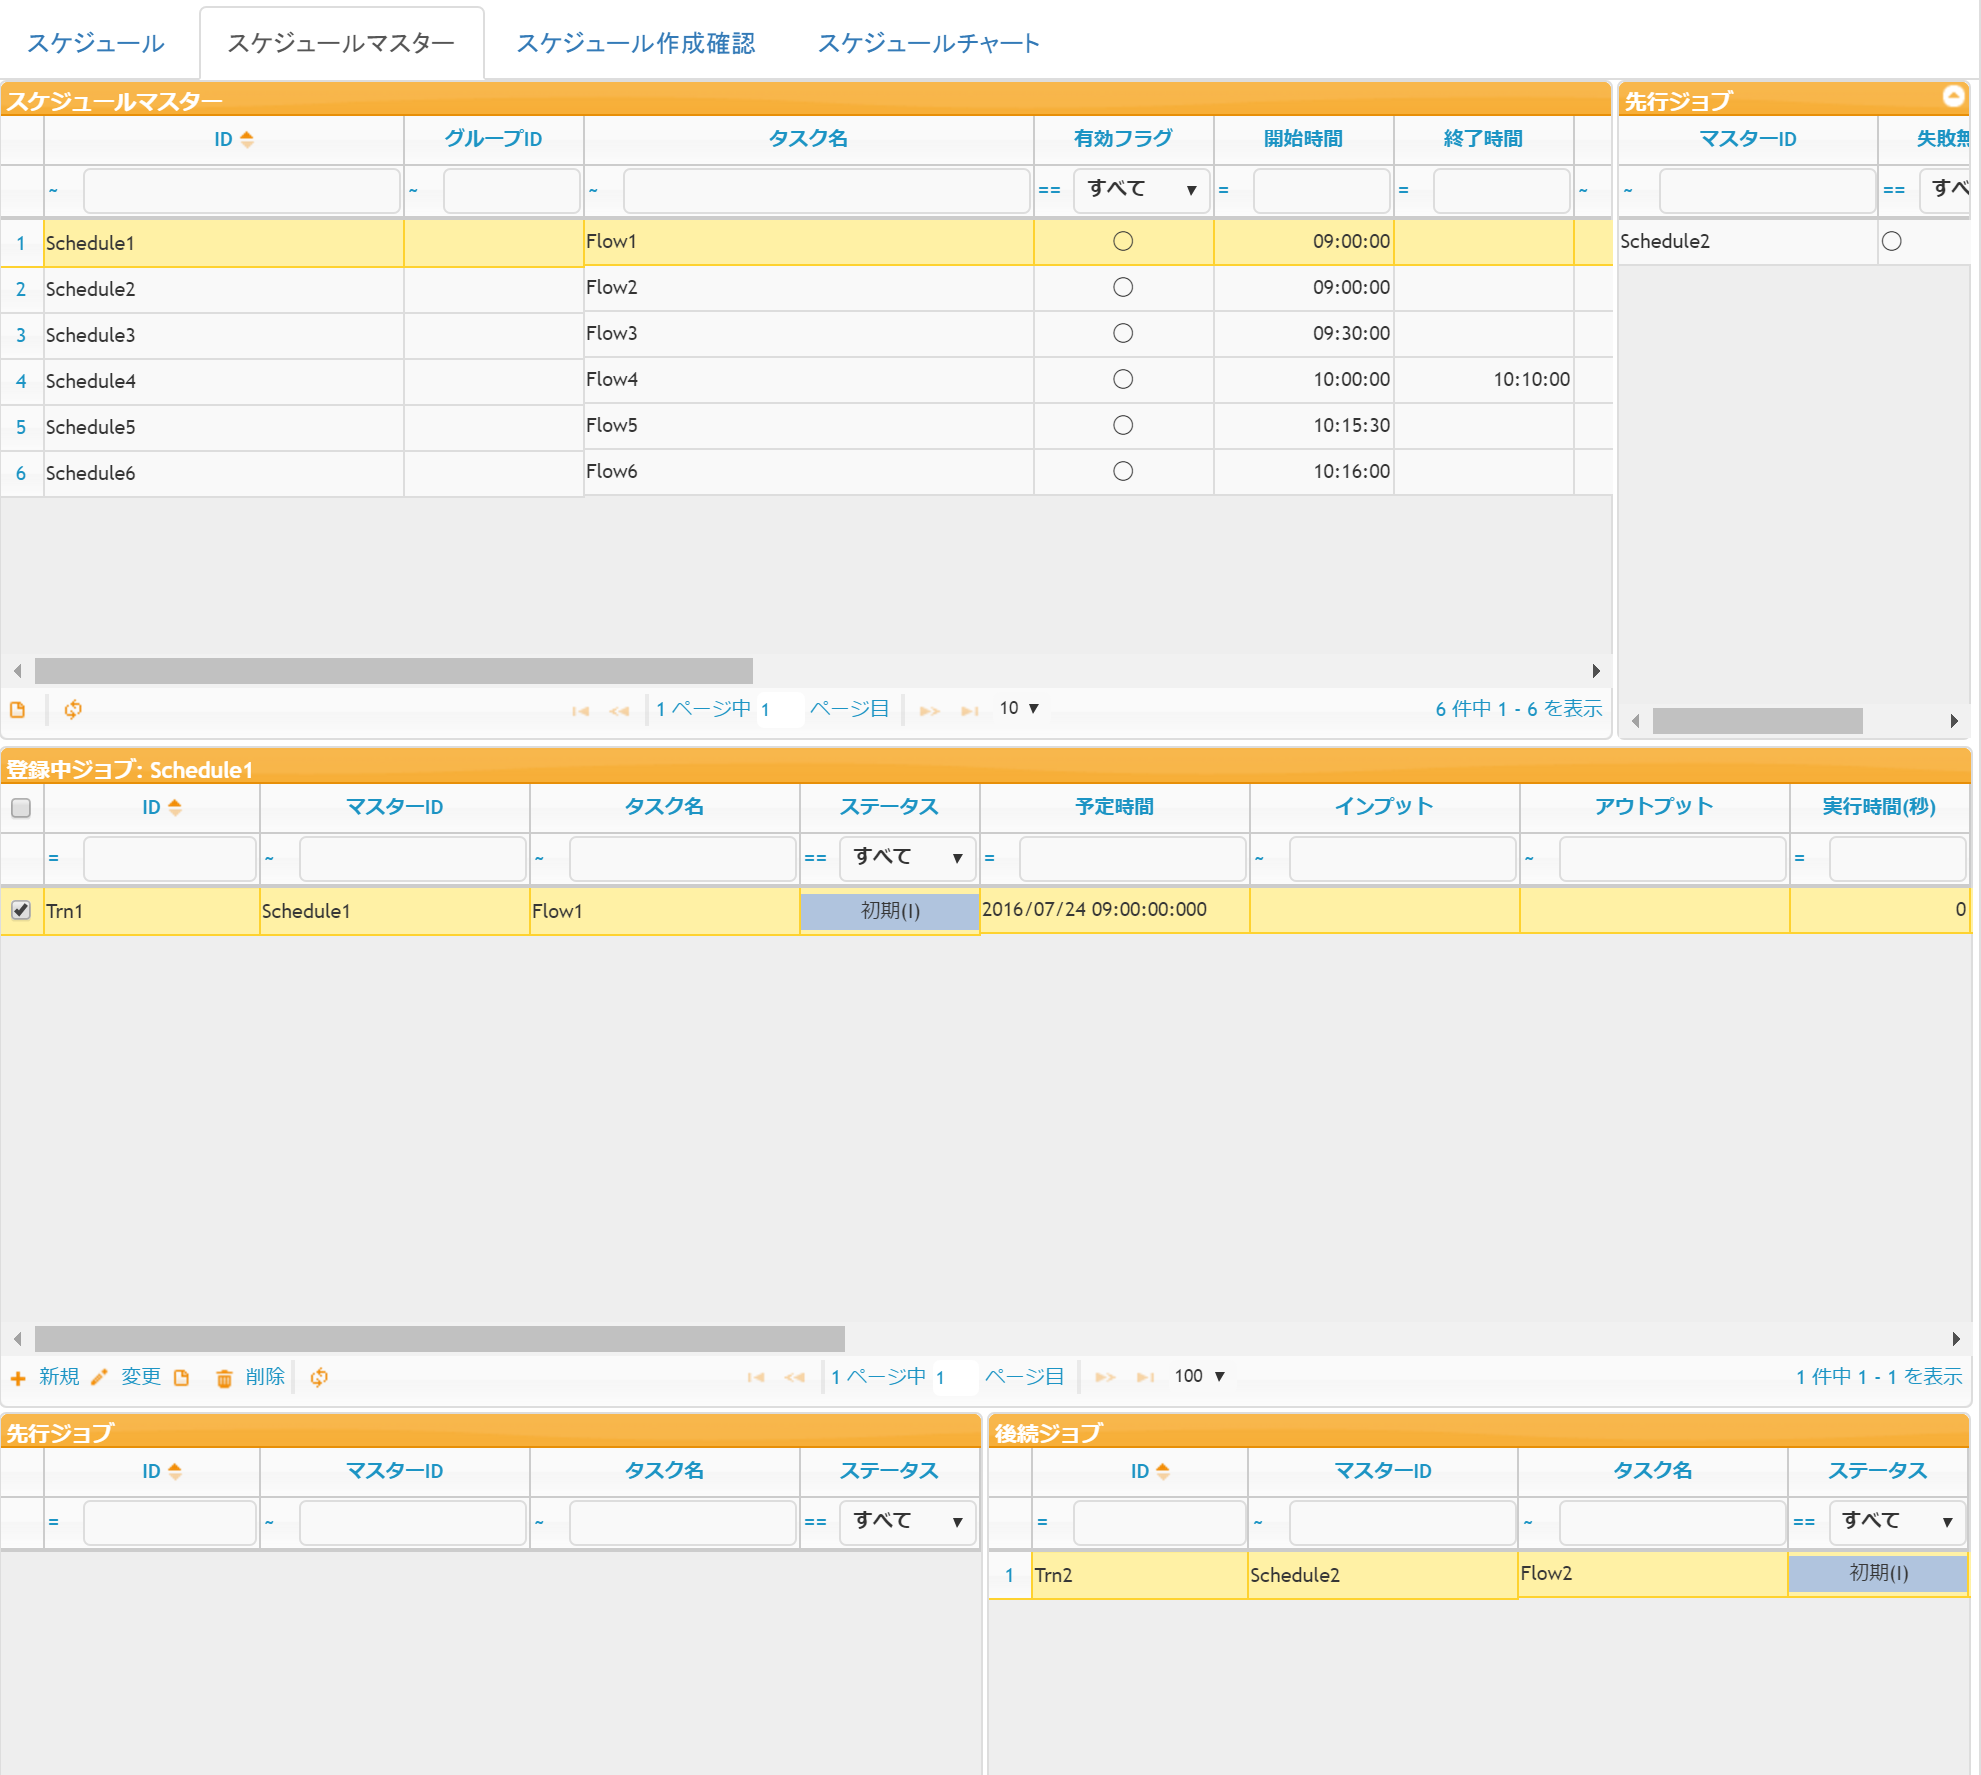 スケジュール スケジュールマスター スケジュール作成確認 スケジュールチャート
スケジュールマスター
ID グループID タスク名 有効フラグ 開始時間 終了時間
~ ~ ~ == すべて ▼ = = ~
1 Schedule1 Flow1 ○ 09:00:00
2 Schedule2 Flow2 ○ 09:00:00
3 Schedule3 Flow3 ○ 09:30:00
4 Schedule4 Flow4 ○ 10:00:00 10:10:00
5 Schedule5 Flow5 ○ 10:15:30
6 Schedule6 Flow6 ○ 10:16:00
1 ページ中 1 ページ目 10 ▼ 6 件中 1 - 6 を表示
先行ジョブ
マスターID 失敗無
~ == すべ
Schedule2 ○
登録中ジョブ: Schedule1
ID マスターID タスク名 ステータス 予定時間 インプット アウトプット 実行時間(秒)
= ~ ~ == すべて ▼ = ~ ~ =
Trn1 Schedule1 Flow1 初期(I) 2016/07/24 09:00:00:000 0
新規 変更 削除 1 ページ中 1 ページ目 100 ▼ 1 件中 1 - 1 を表示
先行ジョブ
ID マスターID タスク名 ステータス
= ~ ~ == すべて ▼
後続ジョブ
ID マスターID タスク名 ステータス
= ~ ~ == すべて ▼
1 Trn2 Schedule2 Flow2 初期(I)